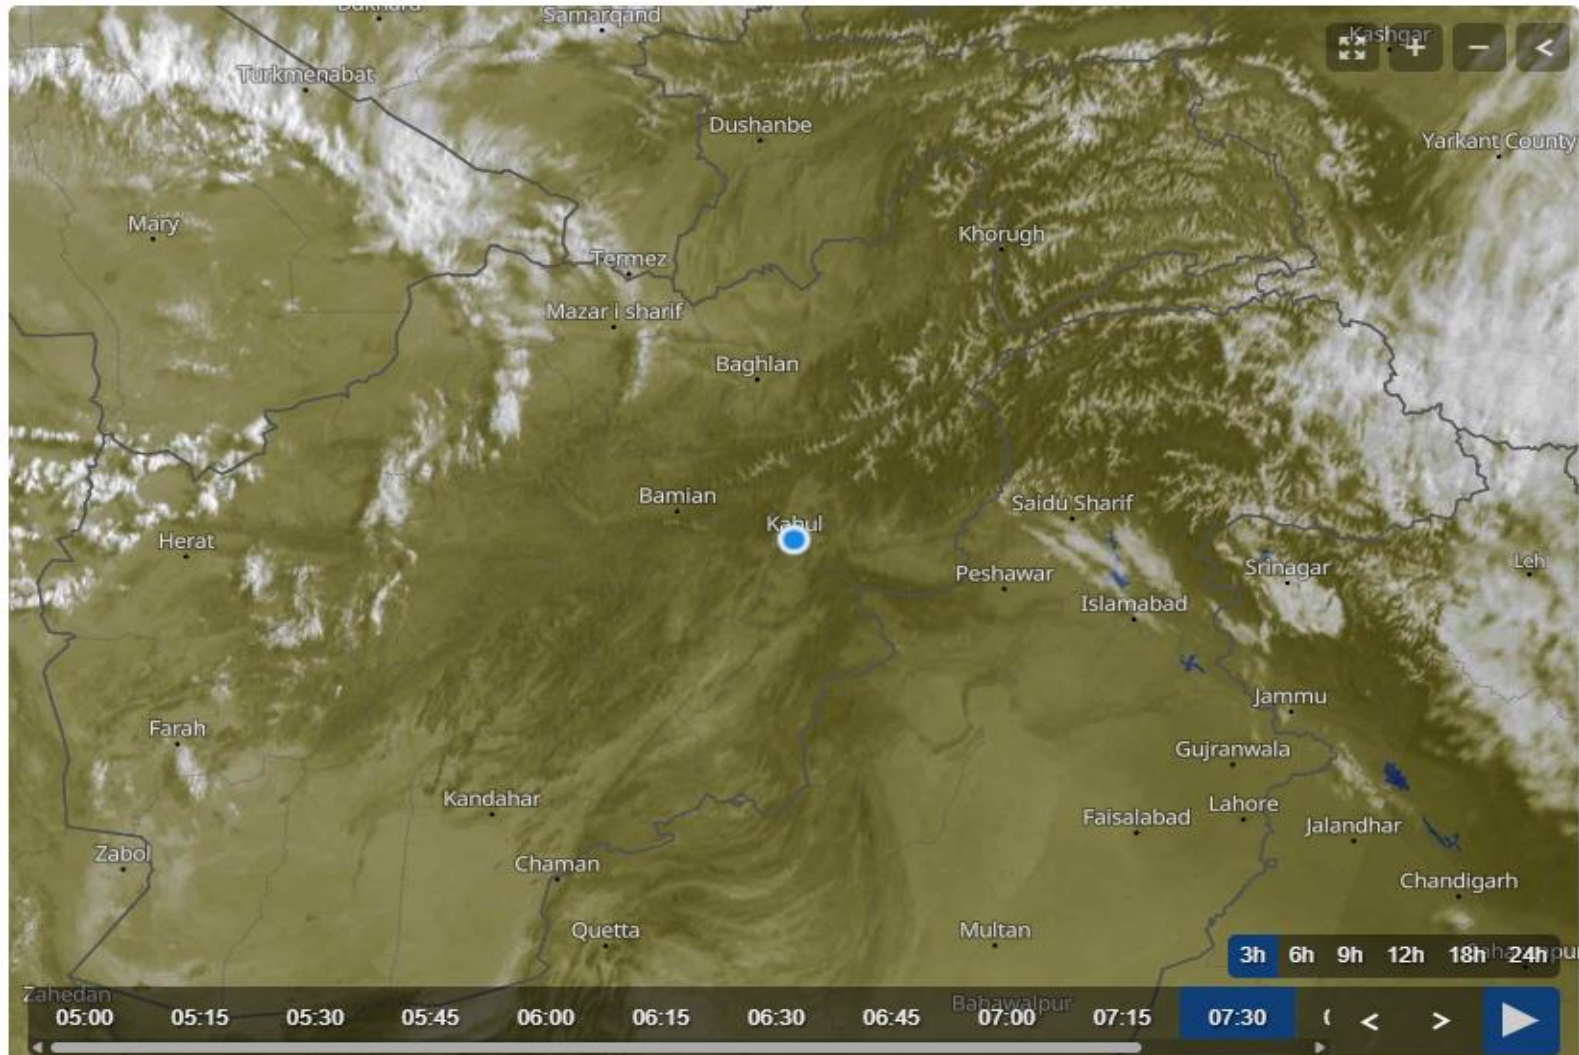 Samarqand
Kashgar
+ − <
Turkmenabat
Dushanbe
Yarkant County
Mary
Khorugh
Termez
Mazar i sharif
Baghlan
Bamian
Saidu Sharif
Kabul
Herat
Peshawar
Srinagar
Leh
Islamabad
Jammu
Farah
Gujranwala
Kandahar
Faisalabad
Lahore
Jalandhar
Zabol
Chaman
Chandigarh
Quetta
Multan
3h 6h 9h 12h 18h 24h
Zahedan
Bahawalpur
05:00 05:15 05:30 05:45 06:00 06:15 06:30 06:45 07:00 07:15 07:30 < >